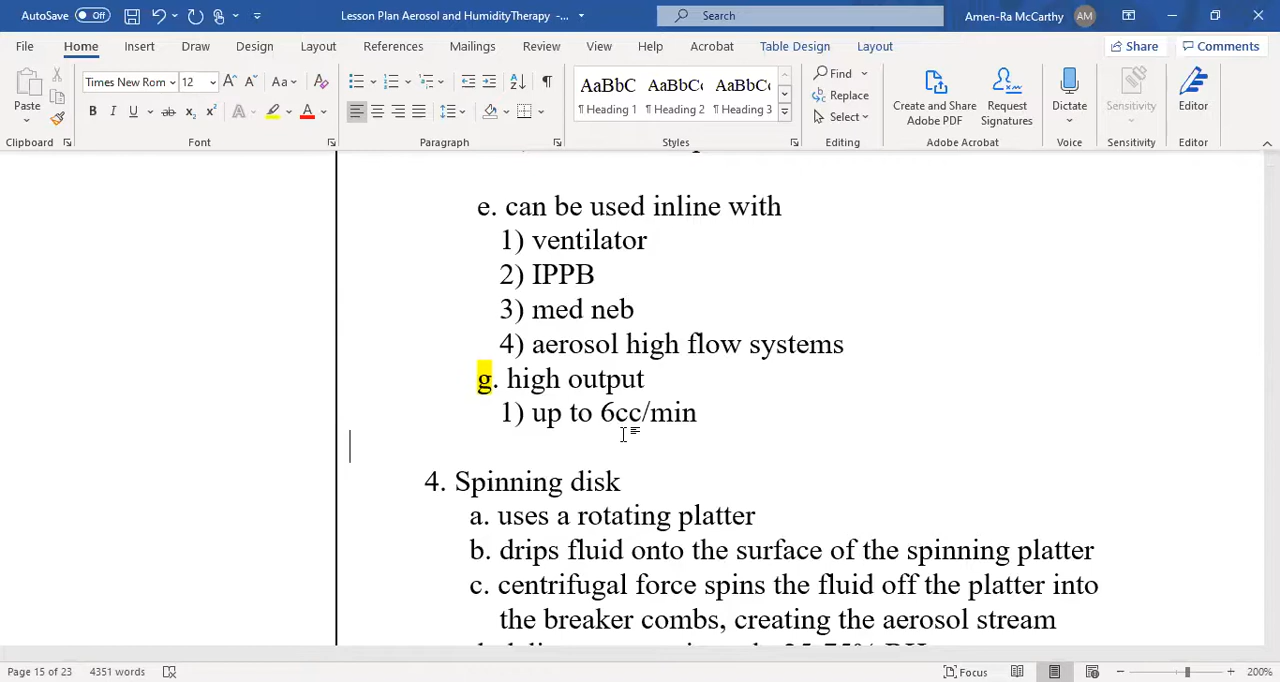 AutoSave Off Lesson Plan Aerosol and HumidityTherapy -... Search Amen-Ra McCarthy AM
File Home Insert Draw Design Layout References Mailings Review View Help Acrobat Table Design Layout Share Comments
Paste Times New Rom 12 A^ Aa A AaBbC AaBbCc AaBbCc Find Create and Share Request Dictate Sensitivity Editor
B I U ab x2 x2 A A ¶ Heading 1 ¶ Heading 2 ¶ Heading 3 Replace Adobe PDF Signatures
Select
Clipboard Font Paragraph Styles Editing Adobe Acrobat Voice Sensitivity Editor
e. can be used inline with
1) ventilator
2) IPPB
3) med neb
4) aerosol high flow systems
g. high output
1) up to 6cc/min
4. Spinning disk
a. uses a rotating platter
b. drips fluid onto the surface of the spinning platter
c. centrifugal force spins the fluid off the platter into
the breaker combs, creating the aerosol stream
Page 15 of 23 4351 words Focus 200%